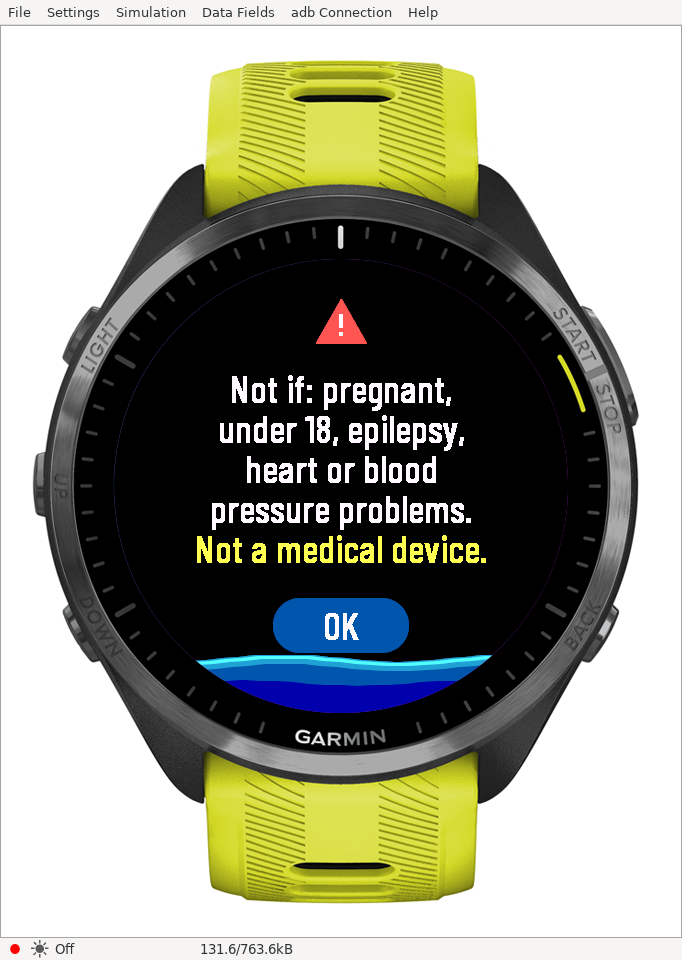 File Settings Simulation Data Fields adb Connection Help
LIGHT
START
STOP
UP
DOWN
BACK
!
Not if: pregnant,
under 18, epilepsy,
heart or blood
pressure problems.
Not a medical device.
OK
GARMIN
Off 131.6/763.6kB